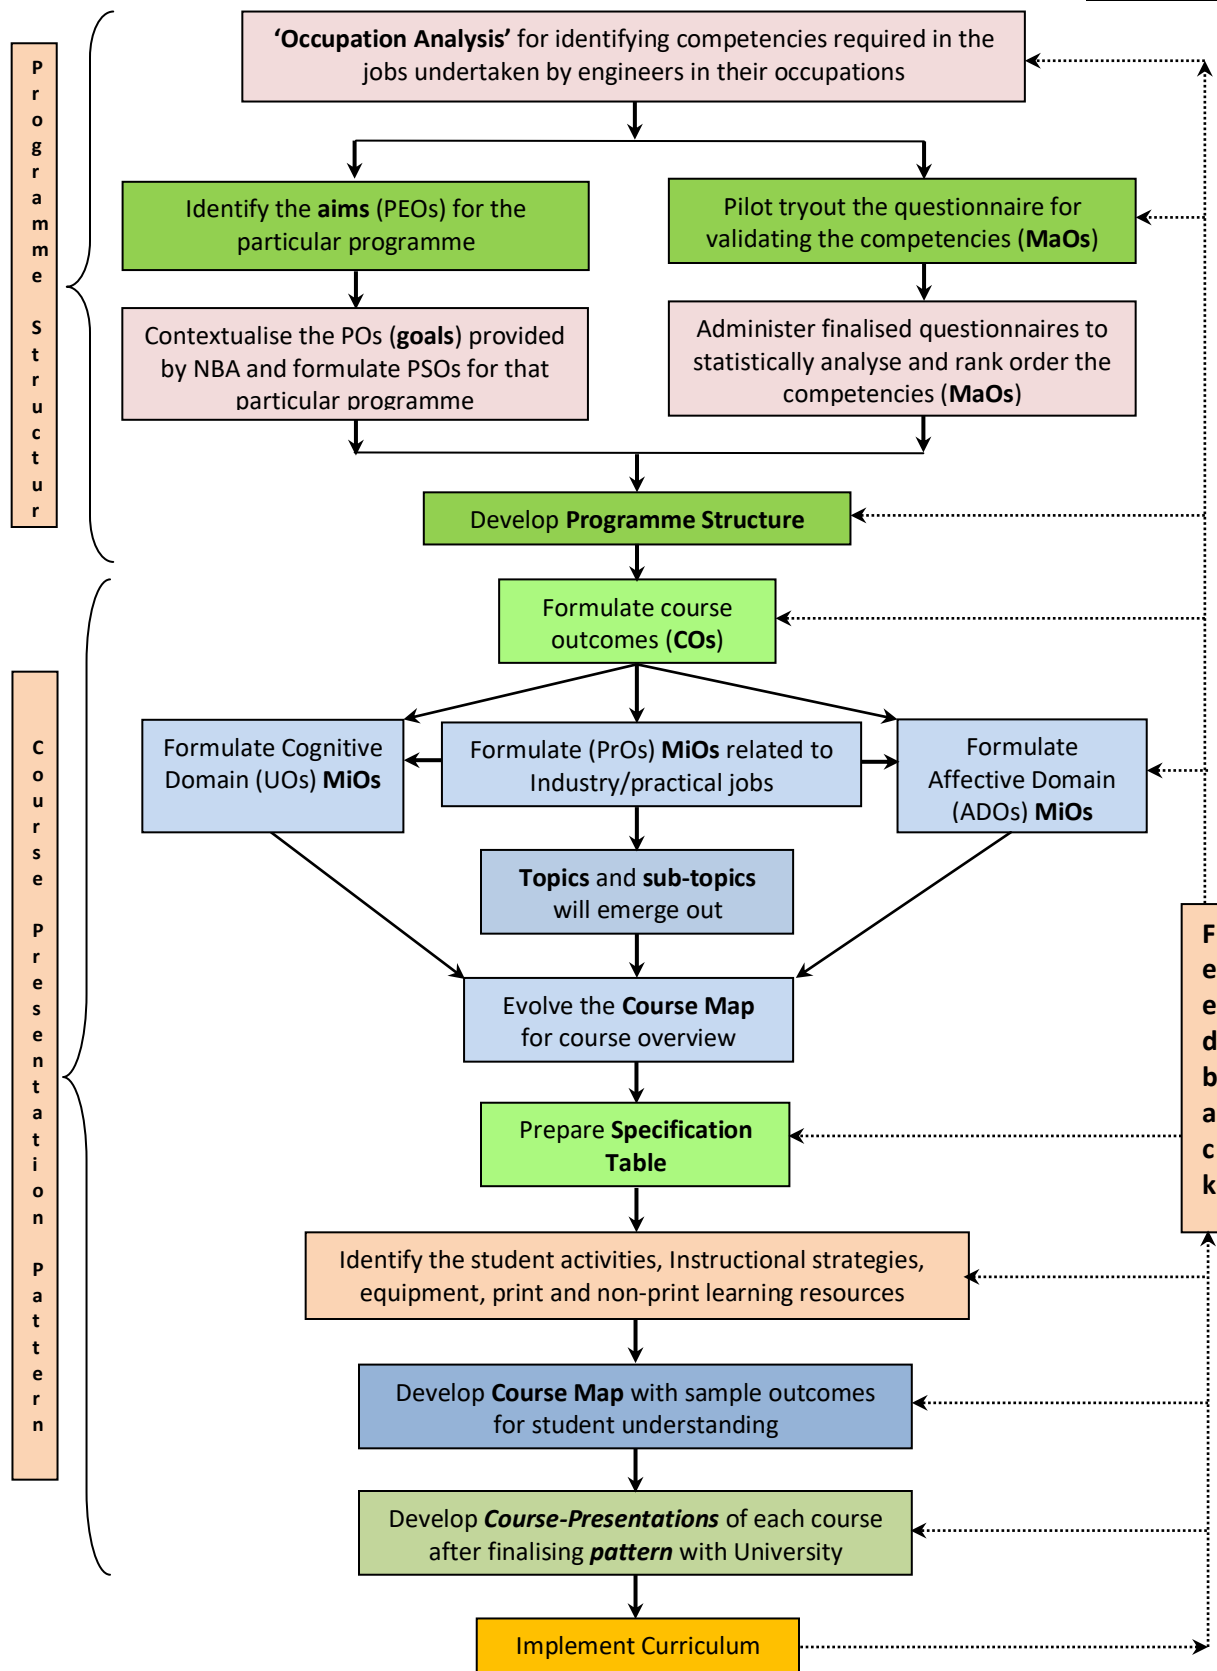 ‘Occupation Analysis’ for identifying competencies required in the
jobs undertaken by engineers in their occupations
Programme Structur
Identify the aims (PEOs) for the
particular programme
Pilot tryout the questionnaire for
validating the competencies (MaOs)
Contextualise the POs (goals) provided
by NBA and formulate PSOs for that
particular programme
Administer finalised questionnaires to
statistically analyse and rank order the
competencies (MaOs)
Develop Programme Structure
Formulate course
outcomes (COs)
Course Presentation Pattern
Formulate Cognitive
Domain (UOs) MiOs
Formulate (PrOs) MiOs related to
Industry/practical jobs
Formulate
Affective Domain
(ADOs) MiOs
Topics and sub-topics
will emerge out
Feedback
Evolve the Course Map
for course overview
Prepare Specification
Table
Identify the student activities, Instructional strategies,
equipment, print and non-print learning resources
Develop Course Map with sample outcomes
for student understanding
Develop Course-Presentations of each course
after finalising pattern with University
Implement Curriculum